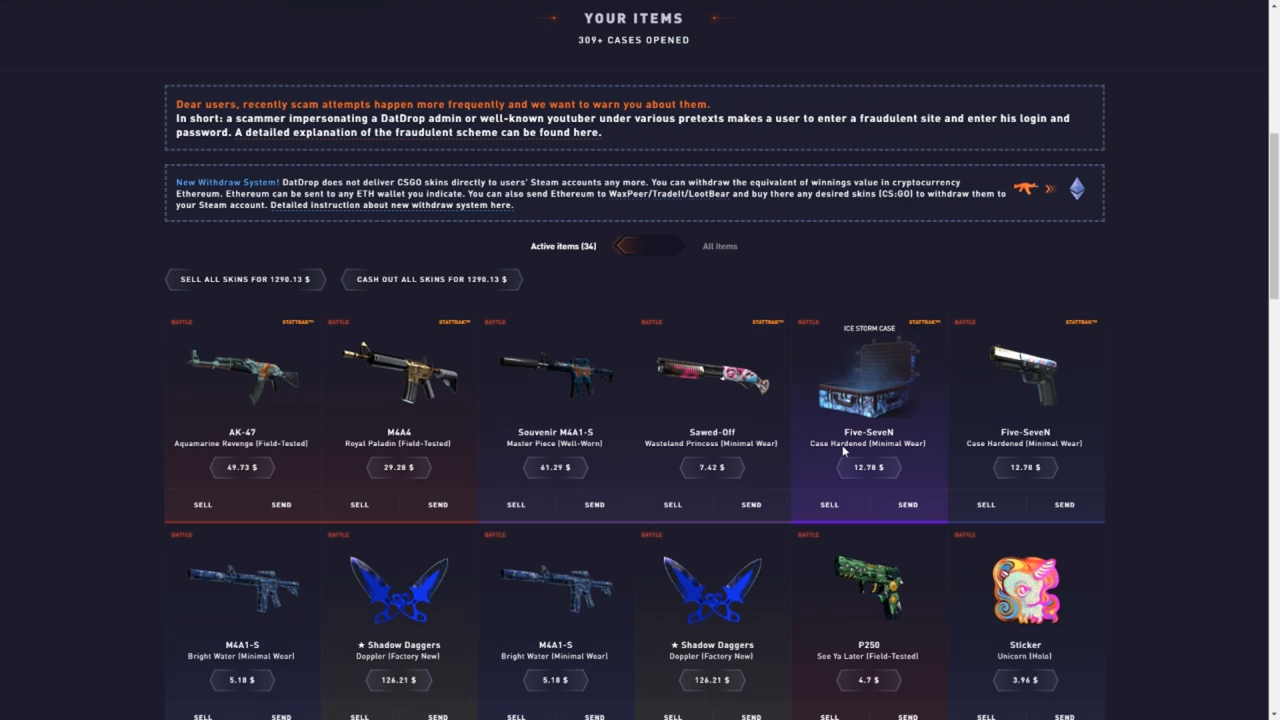 YOUR ITEMS
309+ CASES OPENED
Dear users, recently scam attempts happen more frequently and we want to warn you about them.
In short: a scammer impersonating a DatDrop admin or well-known youtuber under various pretexts makes a user to enter a fraudulent site and enter his login and
password. A detailed explanation of the fraudulent scheme can be found here.
New Withdraw System! DatDrop does not deliver CSGO skins directly to users' Steam accounts any more. You can withdraw the equivalent of winnings value in cryptocurrency
Ethereum. Ethereum can be sent to any ETH wallet you indicate. You can also send Ethereum to WaxPeer/TradeIt/LootBear and buy there any desired skins (CS:GO) to withdraw them to
your Steam account. Detailed instruction about new withdraw system here.
Active items (34) All items
SELL ALL SKINS FOR 1290.13 $ CASH OUT ALL SKINS FOR 1290.13 $
BATTLE STATTRAK™ BATTLE STATTRAK™ BATTLE BATTLE STATTRAK™ BATTLE STATTRAK™ BATTLE STATTRAK™
ICE STORM CASE
AK-47 M4A4 Souvenir M4A1-S Sawed-Off Five-SeveN Five-SeveN
Aquamarine Revenge (Field-Tested) Royal Paladin (Field-Tested) Master Piece (Well-Worn) Wasteland Princess (Minimal Wear) Case Hardened (Minimal Wear) Case Hardened (Minimal Wear)
49.73 $ 29.28 $ 61.29 $ 7.42 $ 12.78 $ 12.78 $
SELL SEND SELL SEND SELL SEND SELL SEND SELL SEND SELL SEND
BATTLE BATTLE BATTLE BATTLE BATTLE BATTLE
M4A1-S ★ Shadow Daggers M4A1-S ★ Shadow Daggers P250 Sticker
Bright Water (Minimal Wear) Doppler (Factory New) Bright Water (Minimal Wear) Doppler (Factory New) See Ya Later (Field-Tested) Unicorn (Holo)
5.18 $ 126.21 $ 5.18 $ 126.21 $ 4.7 $ 3.96 $
SELL SEND SELL SEND SELL SEND SELL SEND SELL SEND SELL SEND